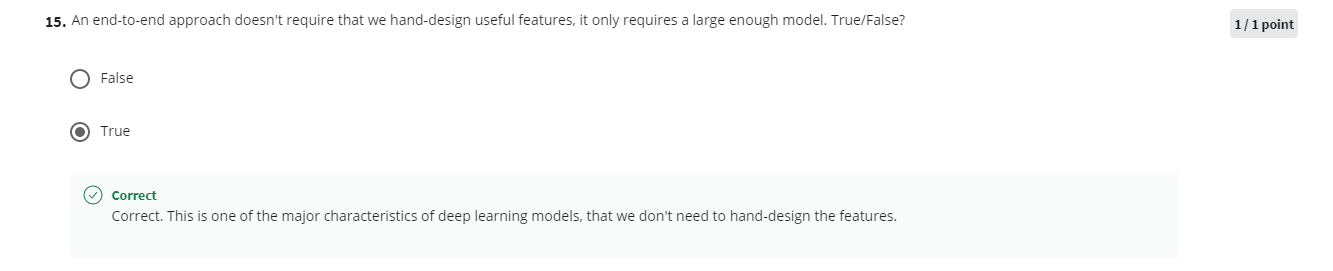 15. An end-to-end approach doesn't require that we hand-design useful features, it only requires a large enough model. True/False?
1 / 1 point
False
True
Correct
Correct. This is one of the major characteristics of deep learning models, that we don't need to hand-design the features.